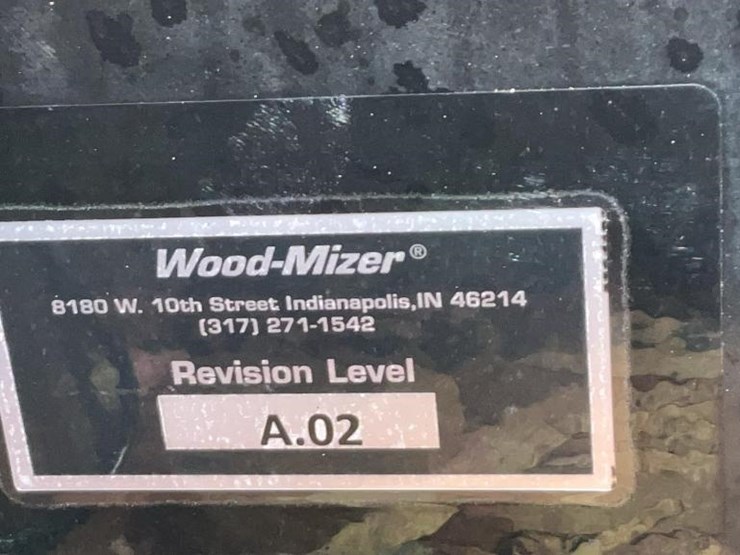 Wood-Mizer®
8180 W. 10th Street Indianapolis,IN 46214
(317) 271-1542
Revision Level
A.02